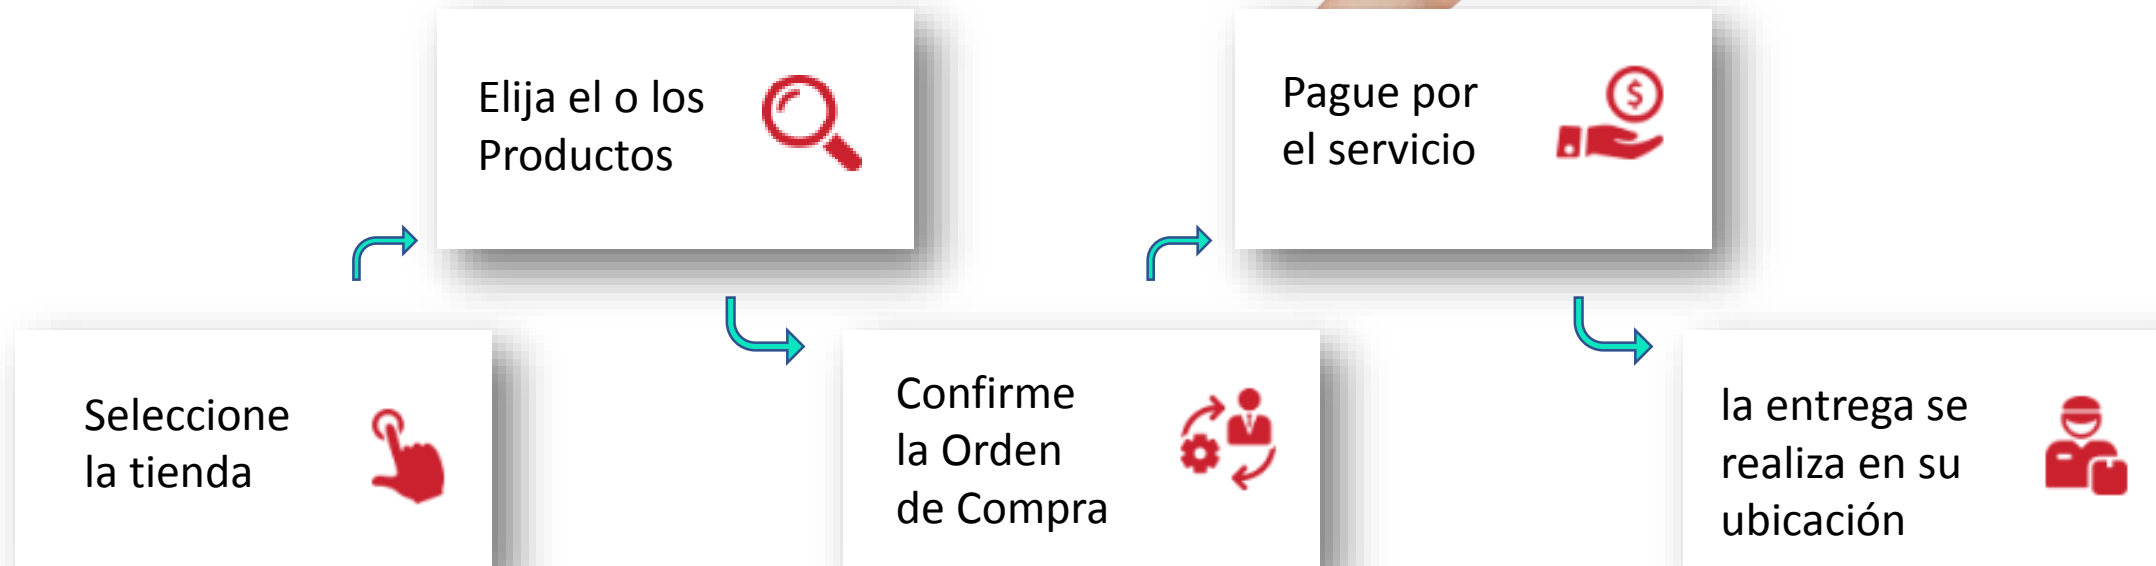 Seleccione
la tienda
Elija el o los
Productos
Confirme
la Orden
de Compra
Pague por
el servicio
$
la entrega se
realiza en su
ubicación